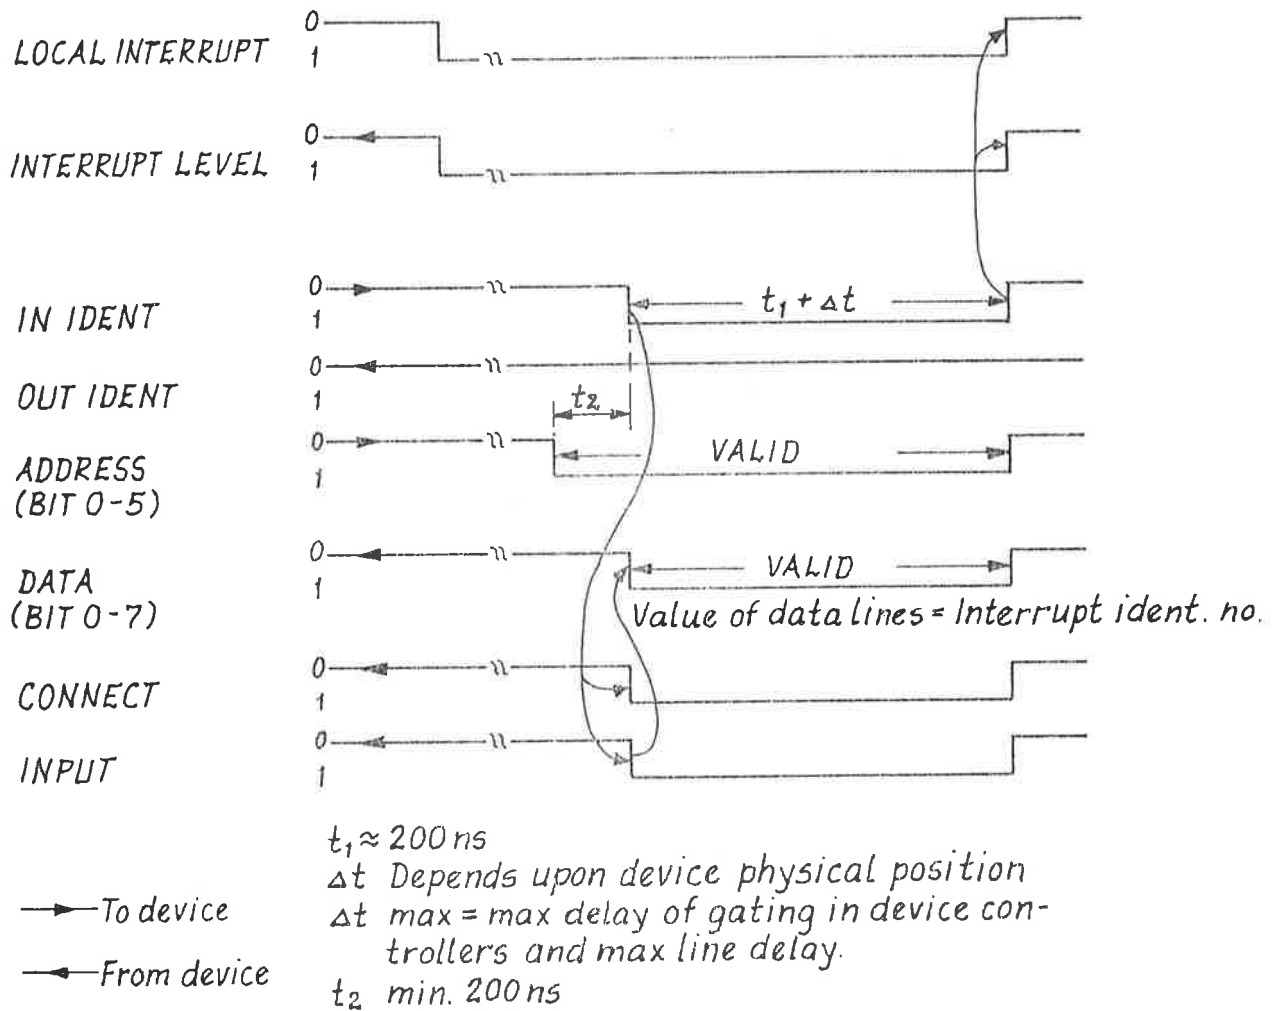 0
LOCAL INTERRUPT
1
0
INTERRUPT LEVEL
1
0
IN IDENT
t₁ + Δt
1
0
OUT IDENT
1
t₂
0
ADDRESS
VALID
1
(BIT 0-5)
0
DATA
VALID
1
(BIT 0-7)
Value of data lines = Interrupt ident. no.
0
CONNECT
1
0
INPUT
1
t₁ ≈ 200 ns
Δt Depends upon device physical position
Δt max = max delay of gating in device con-
trollers and max line delay.
t₂ min. 200 ns
To device
From device